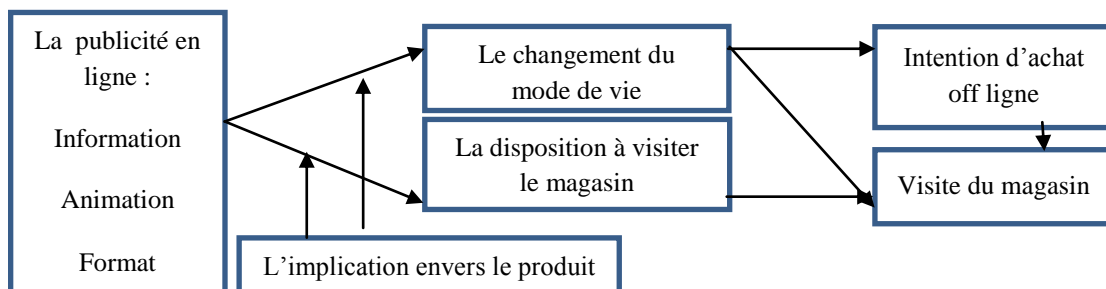 La publicité en
ligne :
Information
Animation
Format
Le changement du
mode de vie
La disposition à visiter
le magasin
L'implication envers le produit
Intention d'achat
off ligne
Visite du magasin